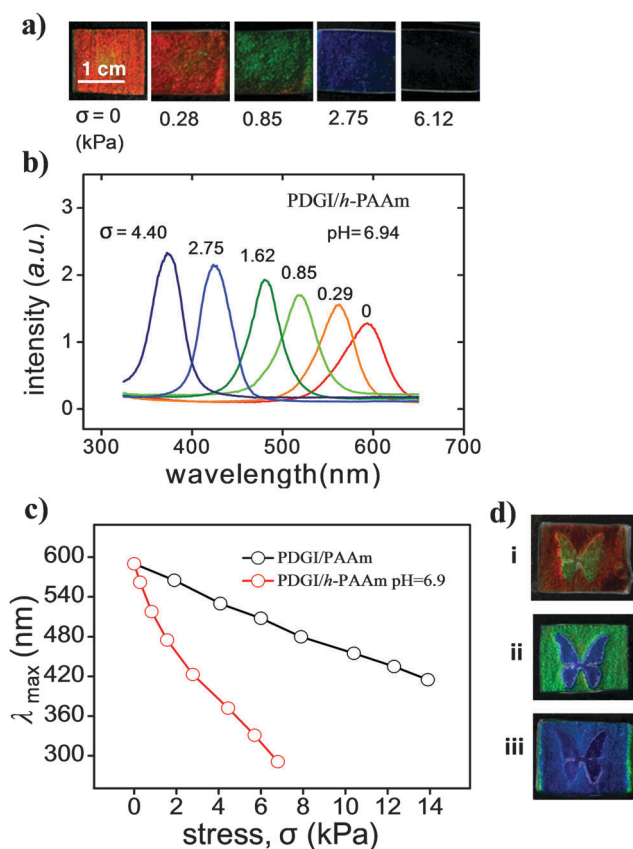 a)
1 cm
σ = 0 0.28 0.85 2.75 6.12
(kPa)
b)
PDGI/h-PAAm
pH=6.94
σ = 4.40
2.75
1.62
0.85
0.29
0
intensity (a.u.)
3
2
1
0
300 400 500 600 700
wavelength(nm)
c)
PDGI/PAAm
PDGI/h-PAAm pH=6.9
λ max (nm)
600
540
480
420
360
300
0 2 4 6 8 10 12 14
stress, σ (kPa)
d)
i
ii
iii